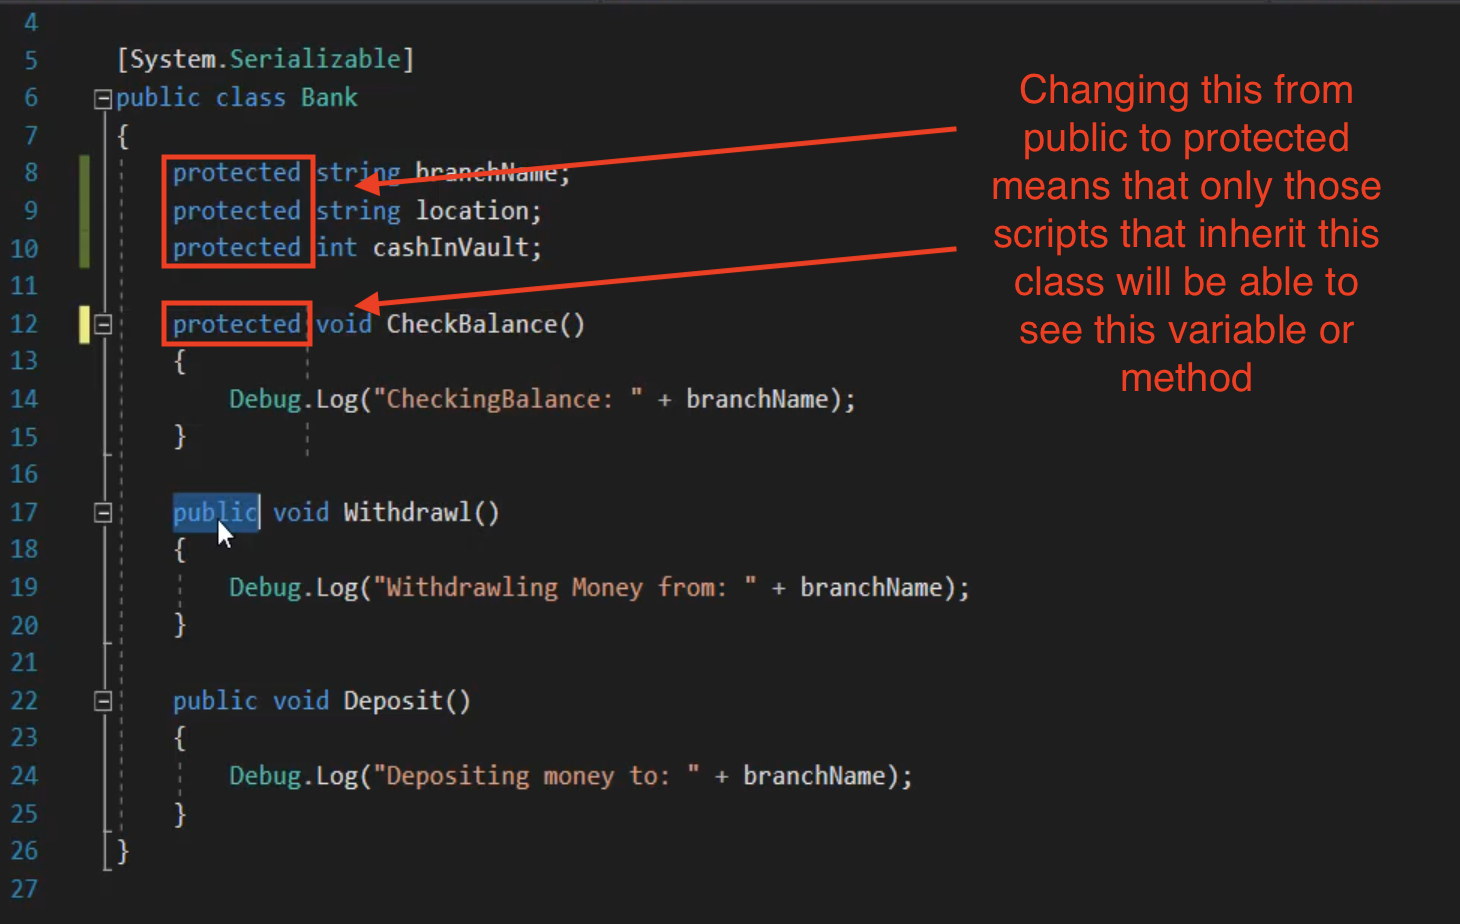 4
5 [System.Serializable]
6 public class Bank
7 {
8 protected string branchName;
9 protected string location;
10 protected int cashInVault;
11
12 protected void CheckBalance()
13 {
14 Debug.Log("CheckingBalance: " + branchName);
15 }
16
17 public void Withdrawl()
18 {
19 Debug.Log("Withdrawling Money from: " + branchName);
20 }
21
22 public void Deposit()
23 {
24 Debug.Log("Depositing money to: " + branchName);
25 }
26 }
27
Changing this from
public to protected
means that only those
scripts that inherit this
class will be able to
see this variable or
method